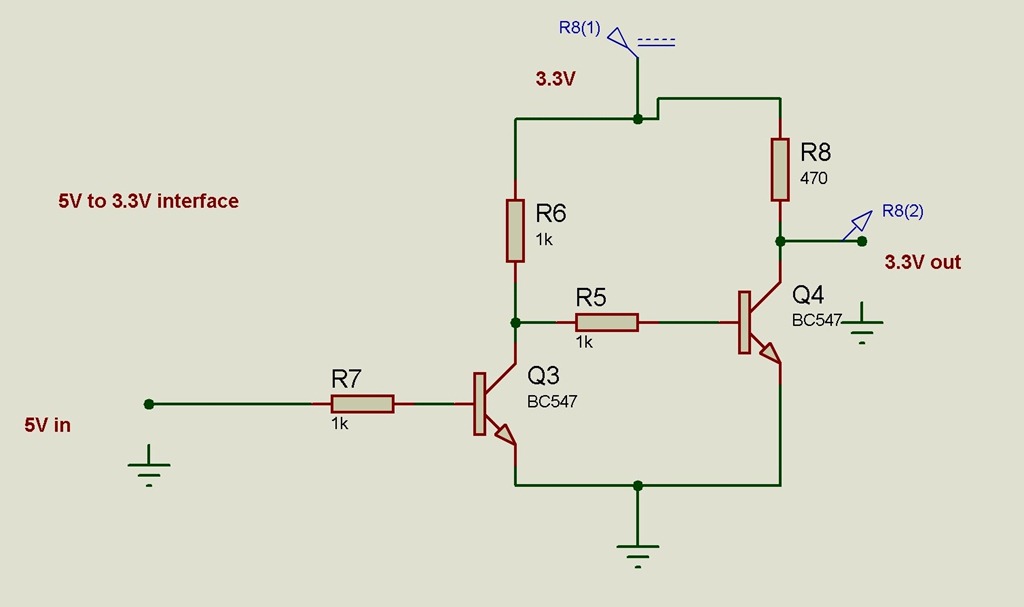 R8(1)
3.3V
R8
470
5V to 3.3V interface
R6
1k
R8(2)
3.3V out
R5
1k
Q4
BC547
R7
1k
Q3
BC547
5V in